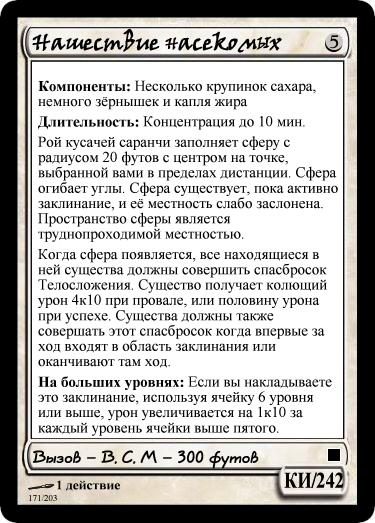 Нашествие насекомых 5
Компоненты: Несколько крупинок сахара,
немного зёрнышек и капля жира
Длительность: Концентрация до 10 мин.
Рой кусачей саранчи заполняет сферу с
радиусом 20 футов с центром на точке,
выбранной вами в пределах дистанции. Сфера
огибает углы. Сфера существует, пока активно
заклинание, и её местность слабо заслонена.
Пространство сферы является
труднопроходимой местностью.
Когда сфера появляется, все находящиеся в
ней существа должны совершить спасбросок
Телосложения. Существо получает колющий
урон 4к10 при провале, или половину урона
при успехе. Существа должны также
совершать этот спасбросок когда впервые за
ход входят в область заклинания или
оканчивают там ход.
На больших уровнях: Если вы накладываете
это заклинание, используя ячейку 6 уровня
или выше, урон увеличивается на 1к10 за
каждый уровень ячейки выше пятого.
Вызов – В, С, М – 300 футов
КИ/242
1 действие
171/203